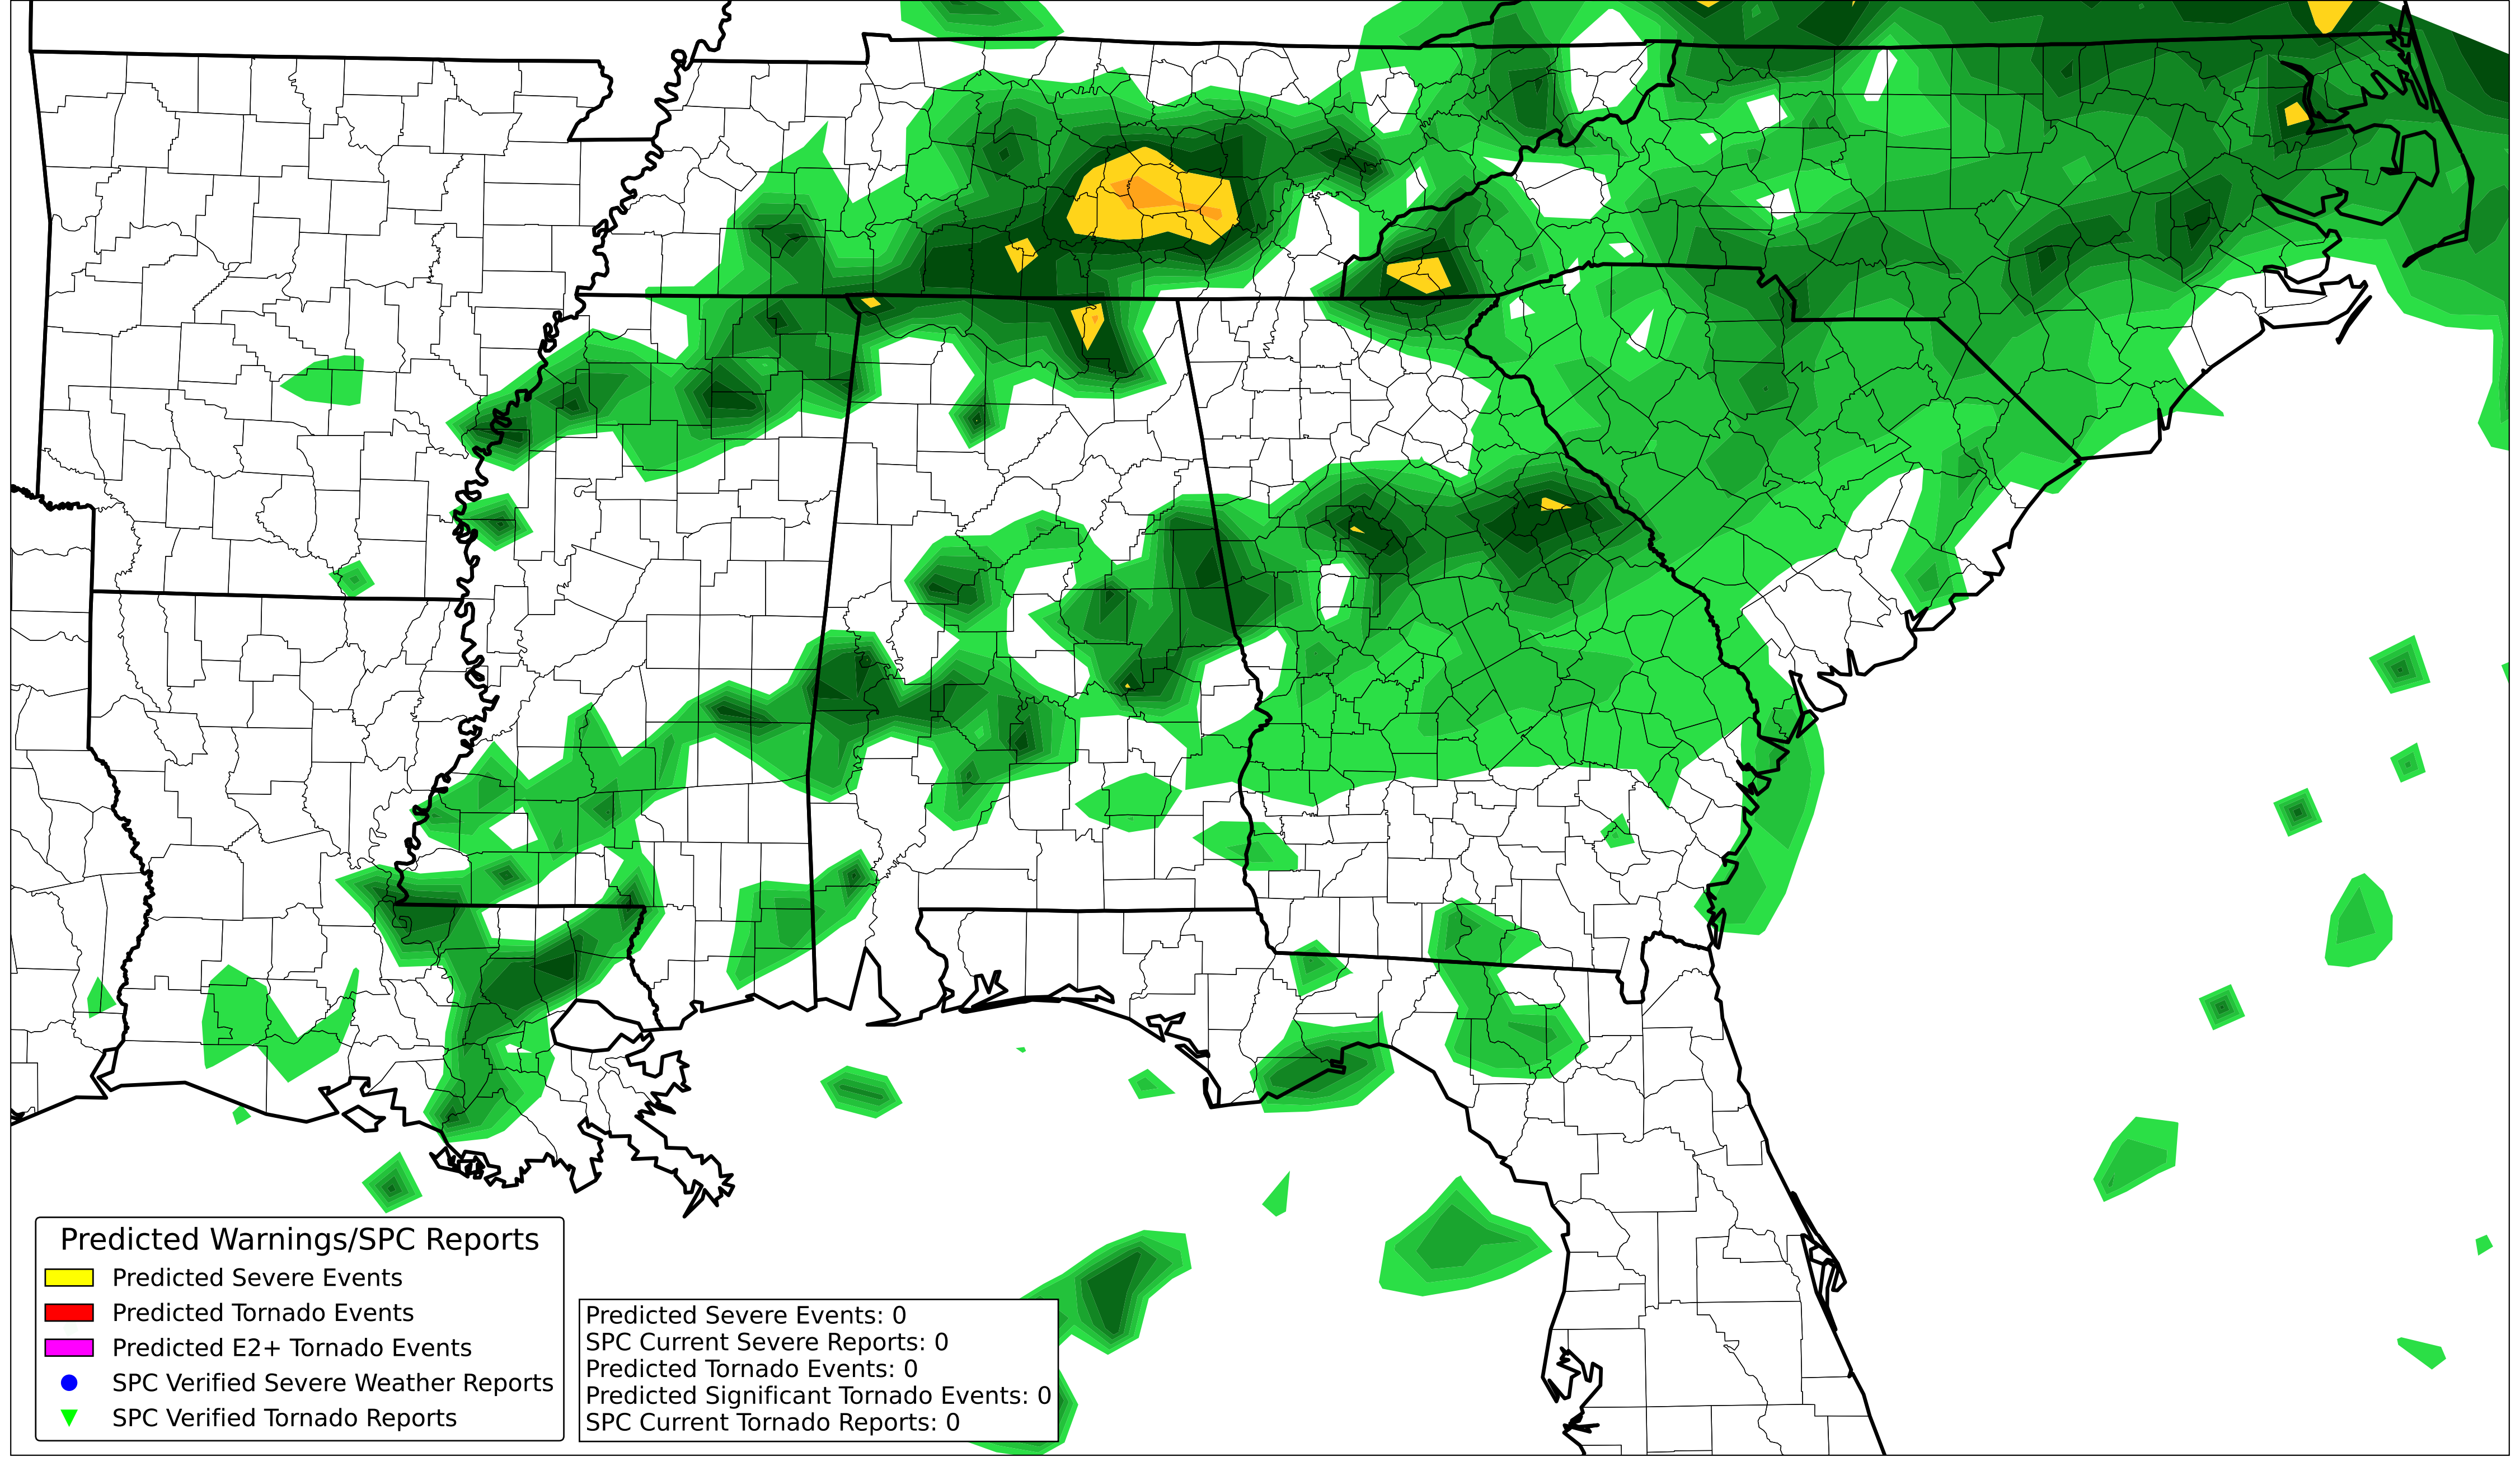 Predicted Warnings/SPC Reports
Predicted Severe Events
Predicted Tornado Events
Predicted E2+ Tornado Events
SPC Verified Severe Weather Reports
SPC Verified Tornado Reports
Predicted Severe Events: 0
SPC Current Severe Reports: 0
Predicted Tornado Events: 0
Predicted Significant Tornado Events: 0
SPC Current Tornado Reports: 0